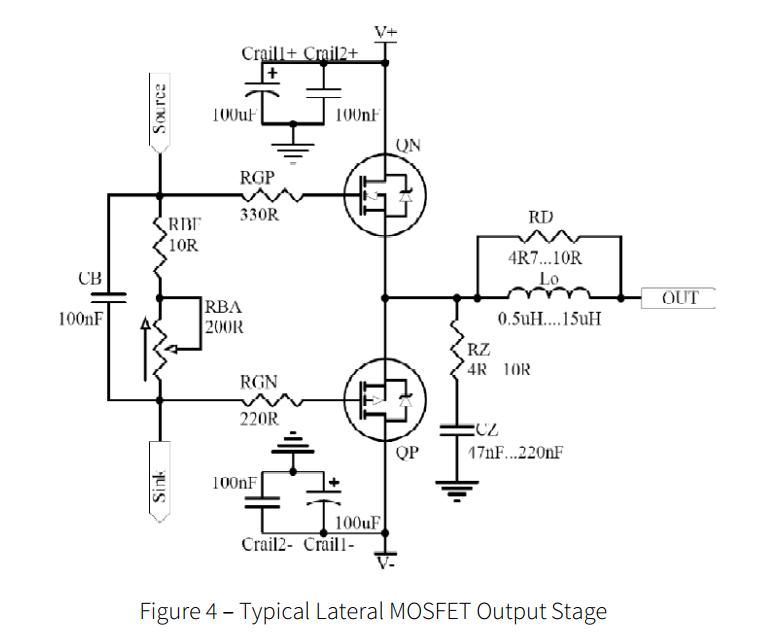 V+
Crail1+ Crail2+
+
100uF
100nF
Source
QN
RGP
330R
RBF
10R
CB
100nF
RBA
200R
RD
4R7...10R
Lo
0.5uH....15uH
OUT
RZ
4R 10R
RGN
220R
QP
CZ
47nF...220nF
Sink
100nF
+
100uF
Crail2- Crail1-
V-
Figure 4 – Typical Lateral MOSFET Output Stage